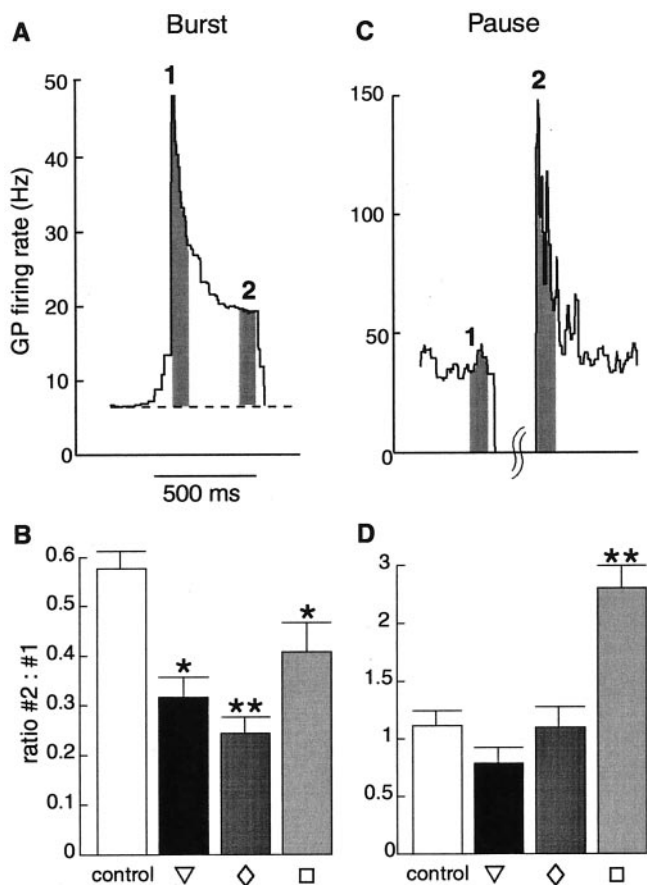 A
Burst
C
Pause
GP firing rate (Hz)
50
40
30
20
10
0
1
2
500 ms
150
100
50
0
1
2
B
ratio #2 : #1
0.6
0.5
0.4
0.3
0.2
0.1
0
*
**
*
control ▽ ◇ □
D
3
2
1.5
1
0.5
0
**
control ▽ ◇ □